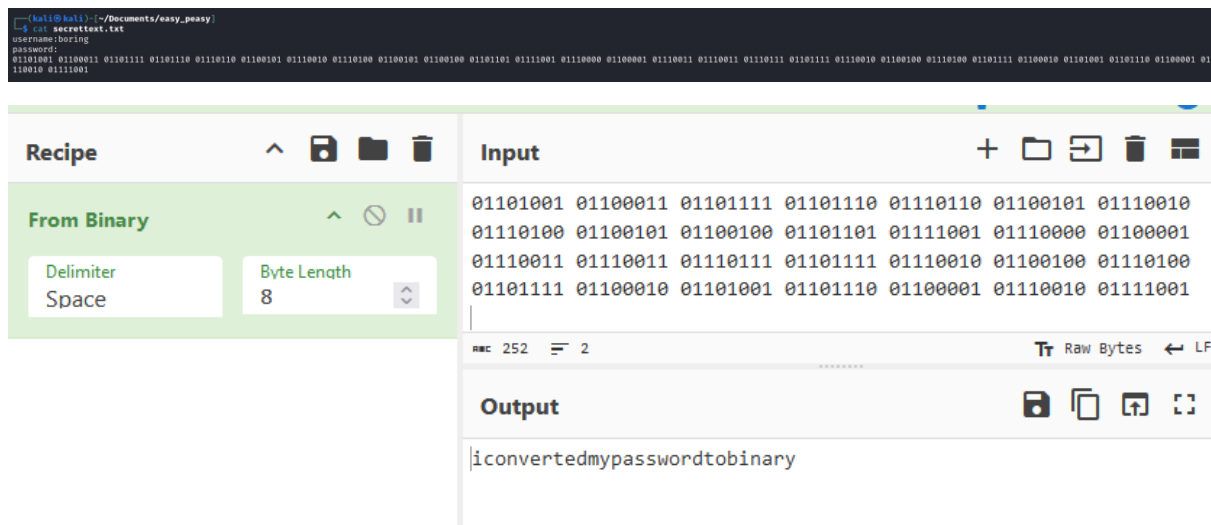 ┌──(kali㉿kali)-[~/Documents/easy_peasy]
└─$ cat secrettext.txt
username:boring
password:
01101001 01100011 01101111 01101110 01110110 01100101 01110010 01110100 01100101 01100100 01101101 01111001 01110000 01100001 01110011 01110011 01110111 01101111 01110010 01100100 01110100 01101111 01100010 01101001 01101110 01100001 01
110010 01111001
Recipe
Input
From Binary
Delimiter
Space
Byte Length
8
01101001 01100011 01101111 01101110 01110110 01100101 01110010
01110100 01100101 01100100 01101101 01111001 01110000 01100001
01110011 01110011 01110111 01101111 01110010 01100100 01110100
01101111 01100010 01101001 01101110 01100001 01110010 01111001
ABC 252 2
Tт Raw Bytes LF
Output
iconvertedmypasswordtobinary